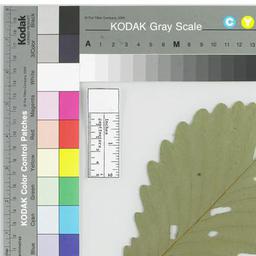 KODAK Gray Scale
C Y
A 1 2 3 4 5 6 M 8 9 10 11 12 13
Kodak
KODAK Color Control Patches
Black
3/Color
White
Magenta
Red
Yellow
Green
Cyan
Blue